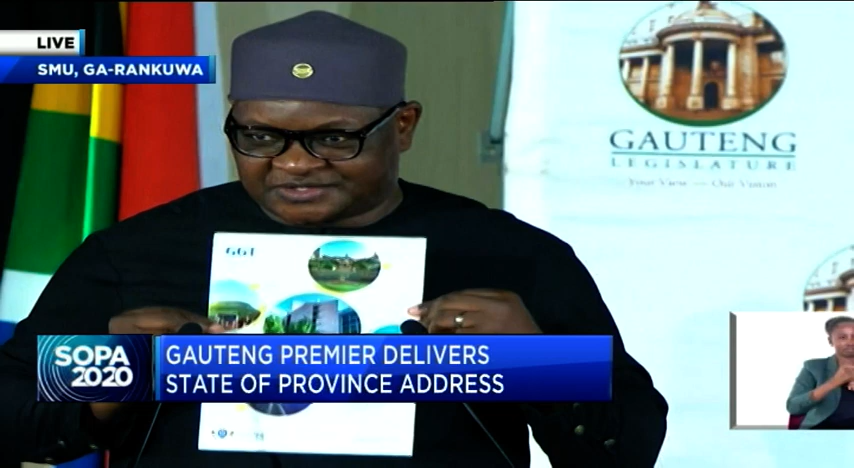 LIVE
SMU, GA-RANKUWA
GAUTENG
LEGISLATURE
Your View — Our Vision
GGT
SOPA
2020
GAUTENG PREMIER DELIVERS
STATE OF PROVINCE ADDRESS